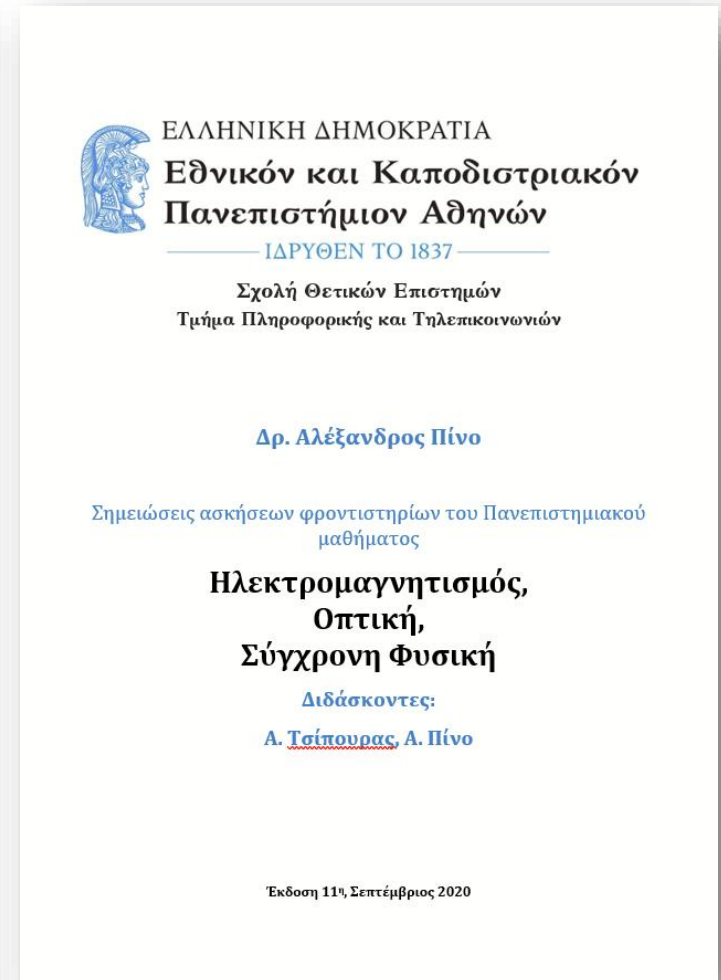 ΕΛΛΗΝΙΚΗ ΔΗΜΟΚΡΑΤΙΑ
Εθνικόν και Καποδιστριακόν
Πανεπιστήμιον Αθηνών
ΙΔΡΥΘΕΝ ΤΟ 1837
Σχολή Θετικών Επιστημών
Τμήμα Πληροφορικής και Τηλεπικοινωνιών
Δρ. Αλέξανδρος Πίνο
Σημειώσεις ασκήσεων φροντιστηρίων του Πανεπιστημιακού
μαθήματος
Ηλεκτρομαγνητισμός,
Οπτική,
Σύγχρονη Φυσική
Διδάσκοντες:
Α. Τσίπουρας, Α. Πίνο
Έκδοση 11η, Σεπτέμβριος 2020